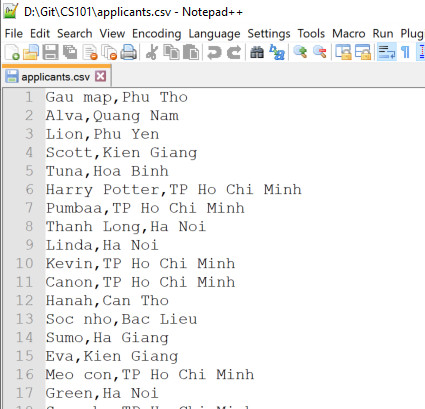 D:\Git\CS101\applicants.csv - Notepad++
File Edit Search View Encoding Language Settings Tools Macro Run Plugins
applicants.csv
1 Gau map,Phu Tho
2 Alva,Quang Nam
3 Lion,Phu Yen
4 Scott,Kien Giang
5 Tuna,Hoa Binh
6 Harry Potter,TP Ho Chi Minh
7 Pumbaa,TP Ho Chi Minh
8 Thanh Long,Ha Noi
9 Linda,Ha Noi
10 Kevin,TP Ho Chi Minh
11 Canon,TP Ho Chi Minh
12 Hanah,Can Tho
13 Soc nho,Bac Lieu
14 Sumo,Ha Giang
15 Eva,Kien Giang
16 Meo con,TP Ho Chi Minh
17 Green,Ha Noi